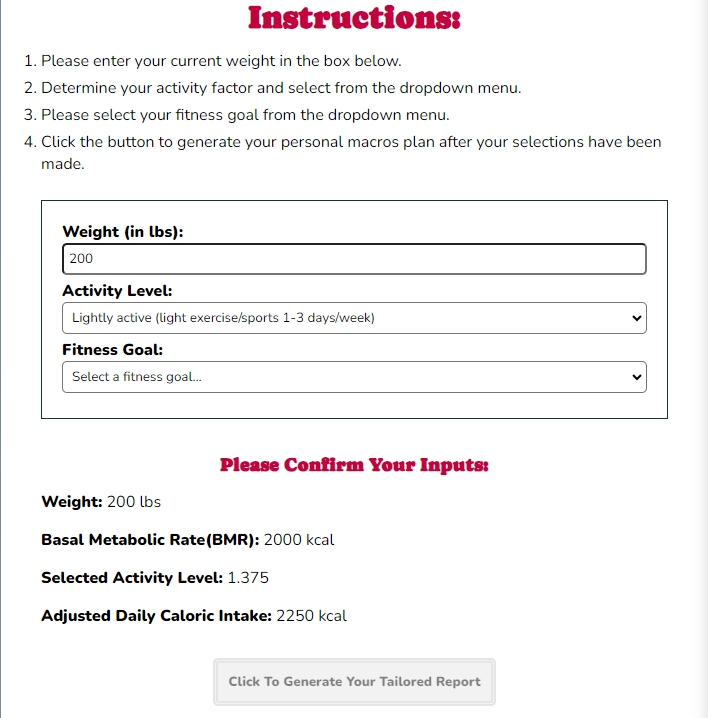 Instructions:
1. Please enter your current weight in the box below.
2. Determine your activity factor and select from the dropdown menu.
3. Please select your fitness goal from the dropdown menu.
4. Click the button to generate your personal macros plan after your selections have been
made.
Weight (in lbs):
200
Activity Level:
Lightly active (light exercise/sports 1-3 days/week)
Fitness Goal:
Select a fitness goal...
Please Confirm Your Inputs:
Weight: 200 lbs
Basal Metabolic Rate(BMR): 2000 kcal
Selected Activity Level: 1.375
Adjusted Daily Caloric Intake: 2250 kcal
Click To Generate Your Tailored Report